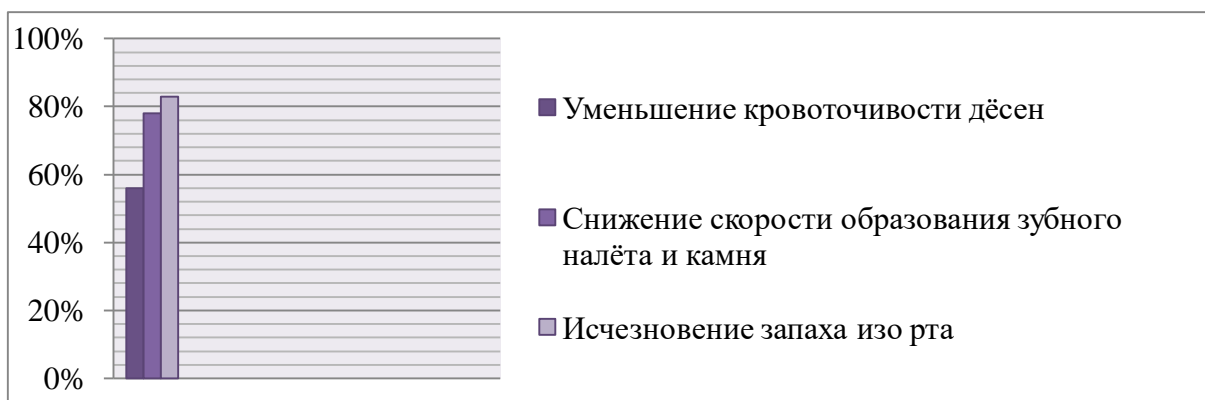 100%
80%
60%
40%
20%
0%
Уменьшение кровоточивости дёсен
Снижение скорости образования зубного
налёта и камня
Исчезновение запаха изо рта